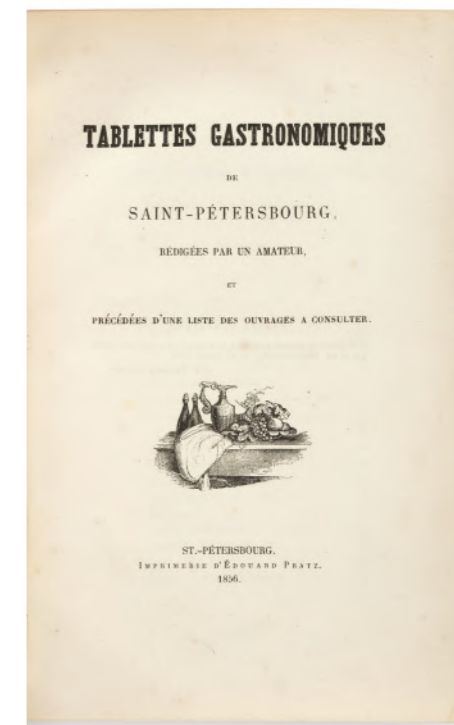 TABLETTES GASTRONOMIQUES
DE
SAINT-PÉTERSBOURG,
RÉDIGÉES PAR UN AMATEUR,
ET
PRÉCÉDÉES D'UNE LISTE DES OUVRAGES A CONSULTER.
ST.-PÉTERSBOURG.
IMPRIMERIE D'ÉDOUARD PRATZ.
1856.